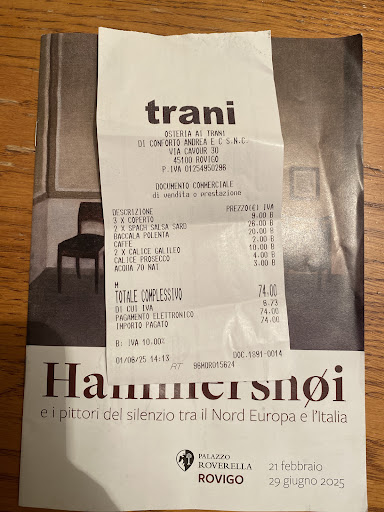 trani
OSTERIA AI TRANI
DI CONFORTO ANDREA E C S.N.C.
VIA CAVOUR 30
45100 ROVIGO
P.IVA 01254950296
DOCUMENTO COMMERCIALE
di vendita o prestazione
DESCRIZIONE PREZZO(€) IVA
3 X COPERTO 9.00 B
2 X SPAGH SALSA SARD 26.00 B
BACCALA POLENTA 20.00 B
CAFFE 2.00 B
2 X CALICE GALILEO 10.00 B
CALICE PROSECCO 4.00 B
ACQUA 70 NAT 3.00 B
M
TOTALE COMPLESSIVO 74.00
DI CUI IVA 6.73
PAGAMENTO ELETTRONICO 74.00
IMPORTO PAGATO 74.00
B: IVA 10.00%
01/06/25 14:13 DOC.1891-0014
RT 96MOR015624
Hammershøi
e i pittori del silenzio tra il Nord Europa e l'Italia
PALAZZO
ROVERELLA
ROVIGO
21 febbraio
29 giugno 2025